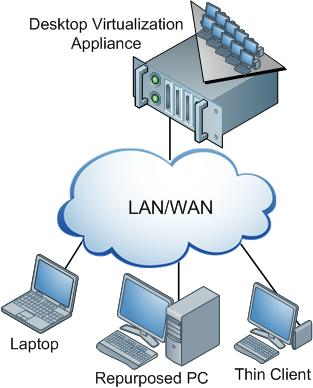 Desktop Virtualization
Appliance
LAN/WAN
Laptop
Repurposed PC
Thin Client